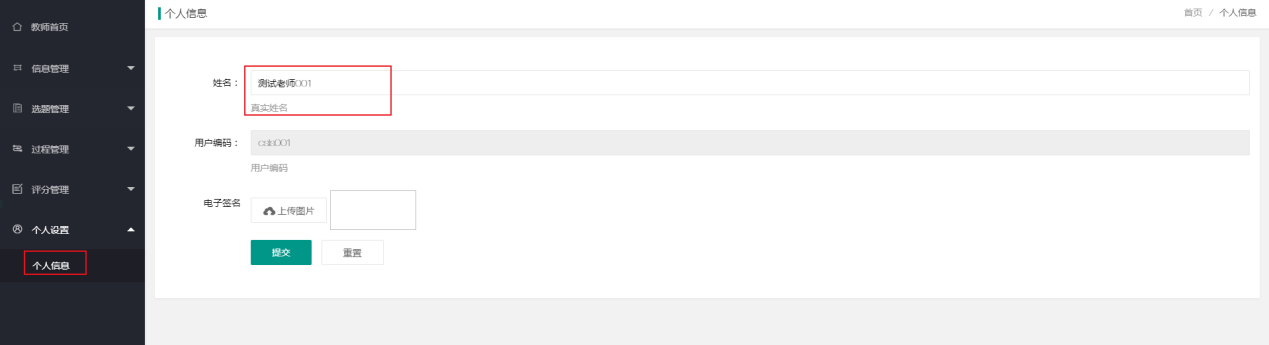 教师首页
信息管理
选题管理
过程管理
评分管理
个人设置
个人信息
个人信息
首页 / 个人信息
姓名：
测试老师001
真实姓名
用户编码：
用户编码
电子签名
上传图片
提交
重置